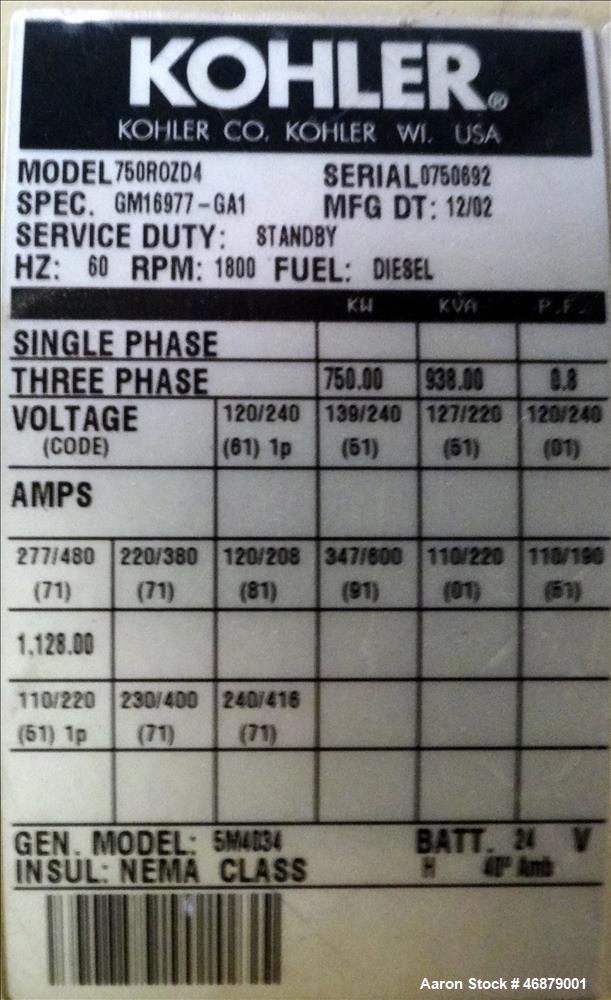 KOHLER®
KOHLER CO. KOHLER WI. USA
MODEL 750ROZD4 SERIAL 0750692
SPEC. GM16977-GA1 MFG DT: 12/02
SERVICE DUTY: STANDBY
HZ: 60 RPM: 1800 FUEL: DIESEL
KW KVA P.F.
SINGLE PHASE
THREE PHASE 750.00 938.00 0.8
VOLTAGE 120/240 139/240 127/220 120/240
(CODE) (61) 1p (51) (51) (01)
AMPS
277/480 220/380 120/208 347/600 110/220 110/190
(71) (71) (81) (91) (01) (51)
1,128.00
110/220 230/400 240/416
(51) 1p (71) (71)
GEN. MODEL: 5M4034 BATT. 24 V
INSUL: NEMA CLASS H 40° Amb
Aaron Stock # 46879001